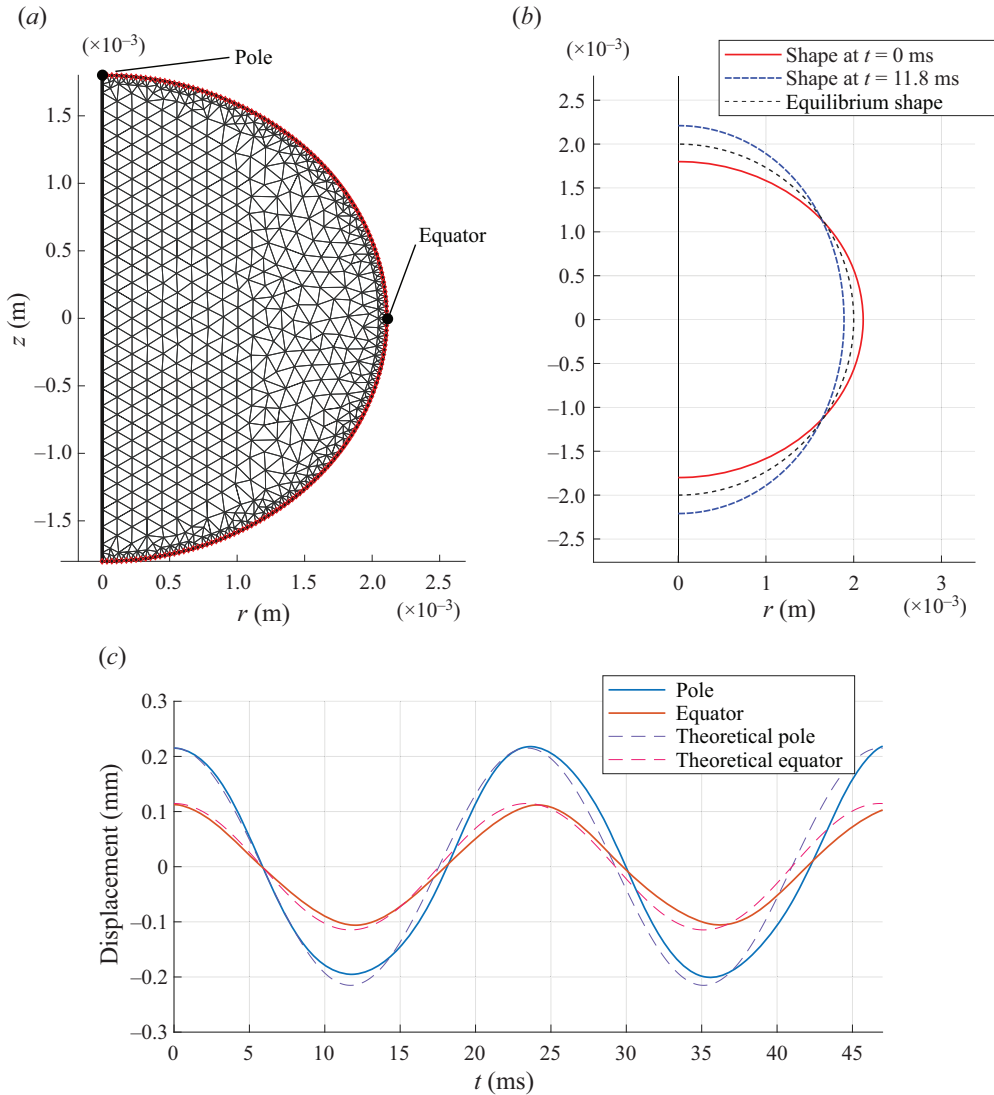 (a)
(×10⁻³)
Pole
1.5
1.0
0.5
0
–0.5
–1.0
–1.5
z (m)
Equator
0 0.5 1.0 1.5 2.0 2.5
r (m)
(×10⁻³)
(b)
(×10⁻³)
Shape at t = 0 ms
Shape at t = 11.8 ms
Equilibrium shape
2.5
2.0
1.5
1.0
0.5
0
–0.5
–1.0
–1.5
–2.0
–2.5
0 1 2 3
r (m)
(×10⁻³)
(c)
Pole
Equator
Theoretical pole
Theoretical equator
0.3
0.2
0.1
0
–0.1
–0.2
–0.3
Displacement (mm)
0 5 10 15 20 25 30 35 40 45
t (ms)